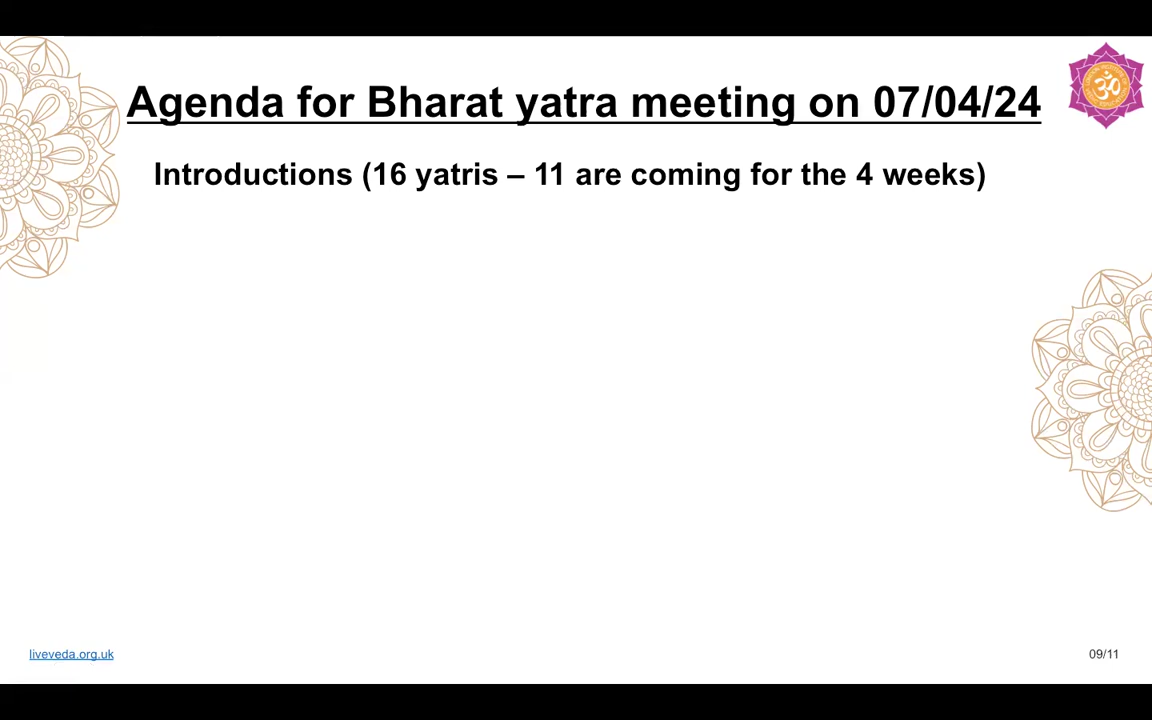 Agenda for Bharat yatra meeting on 07/04/24
Introductions (16 yatris – 11 are coming for the 4 weeks)
liveveda.org.uk
09/11